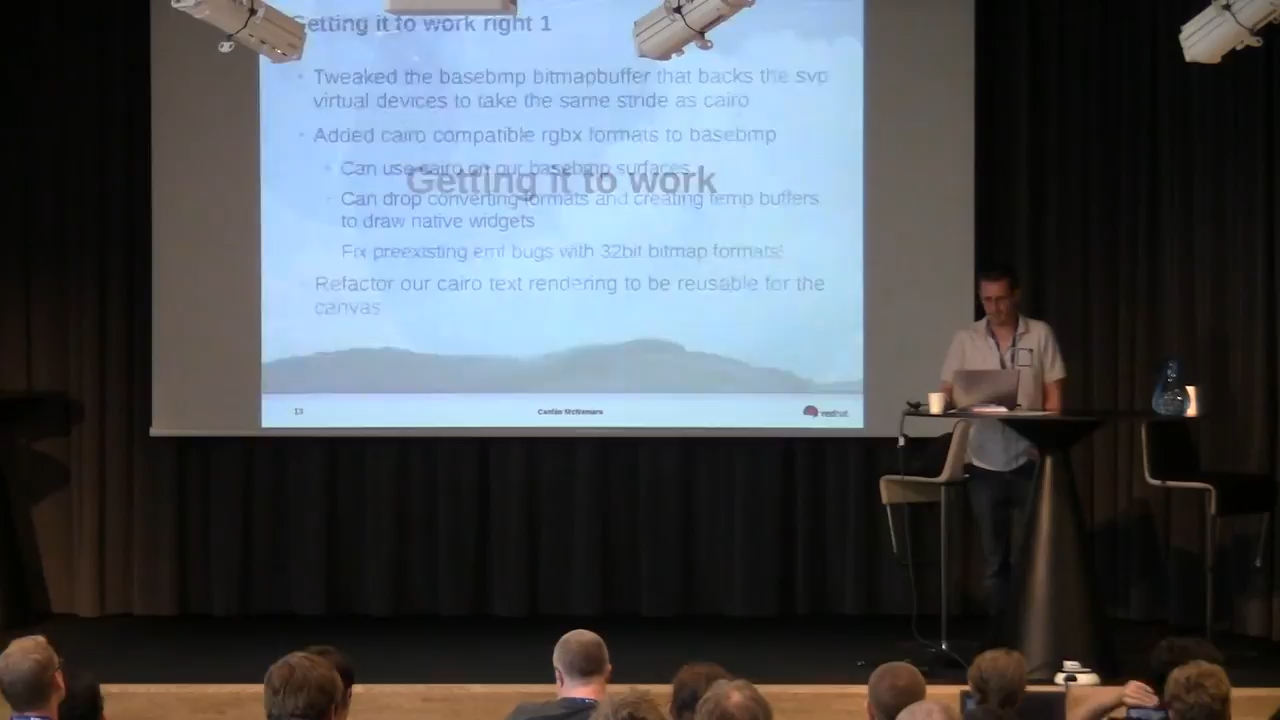 Getting it to work right 1
Tweaked the basebmp bitmapbuffer that backs the svp
virtual devices to take the same stride as cairo
Added cairo compatible rgbx formats to basebmp
Can use cairo on our basebmp surfaces
Getting it to work
Can drop converting formats and creating temp buffers
to draw native widgets
Fix preexisting emf bugs with 32bit bitmap formats!
Refactor our cairo text rendering to be reusable for the
canvas
13
Caolán McNamara
redhat.